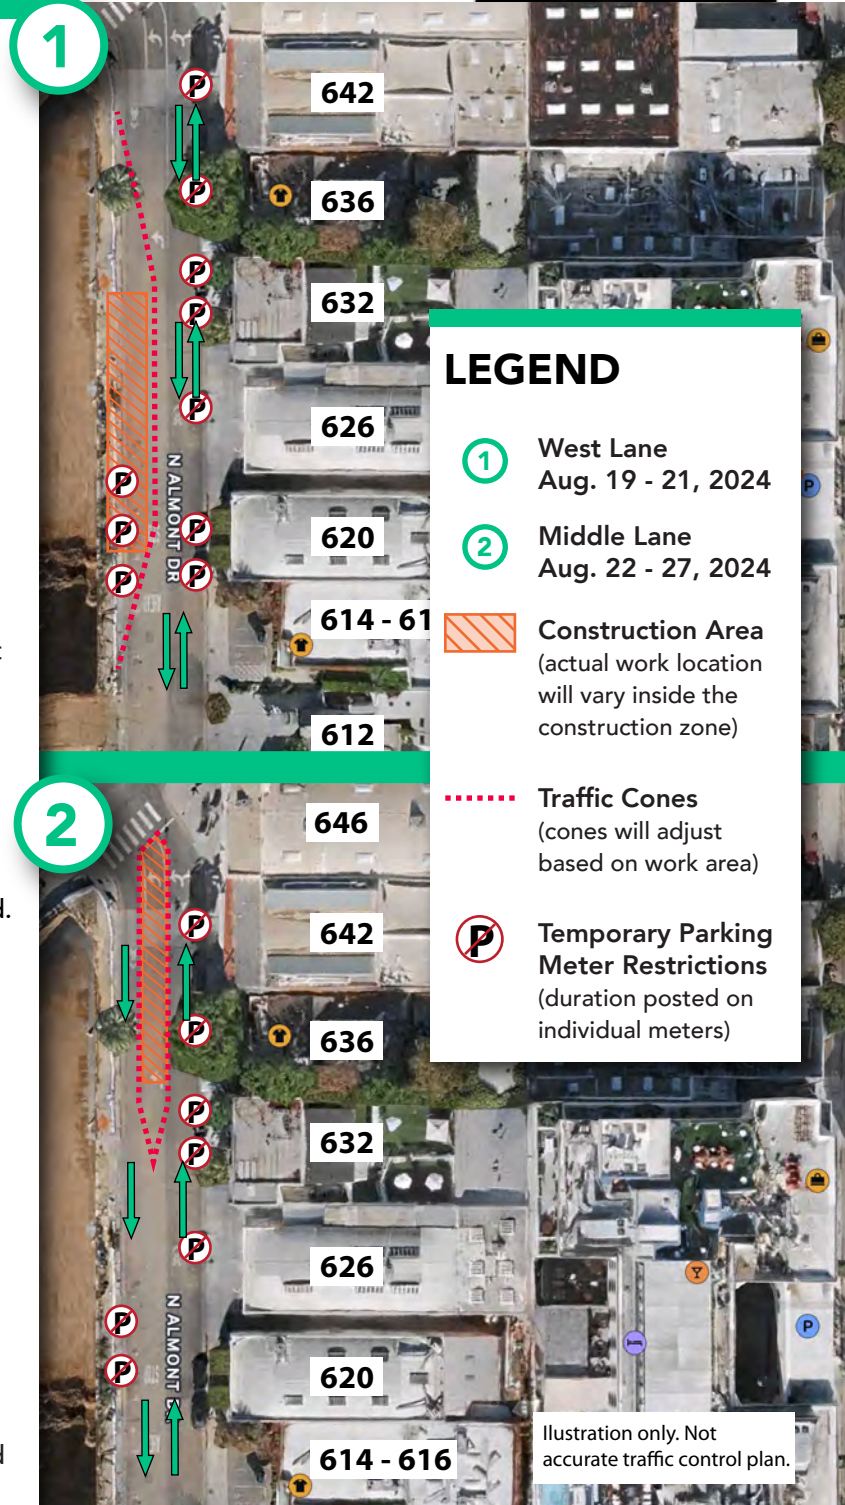 1
642
636
632
626
N ALMONT DR
620
614 - 61
612
LEGEND
1
West Lane
Aug. 19 - 21, 2024
2
Middle Lane
Aug. 22 - 27, 2024
Construction Area
(actual work location
will vary inside the
construction zone)
Traffic Cones
(cones will adjust
based on work area)
P
Temporary Parking
Meter Restrictions
(duration posted on
individual meters)
2
646
642
636
632
626
N ALMONT
620
614 - 616
P
P
Ilustration only. Not
accurate traffic control plan.